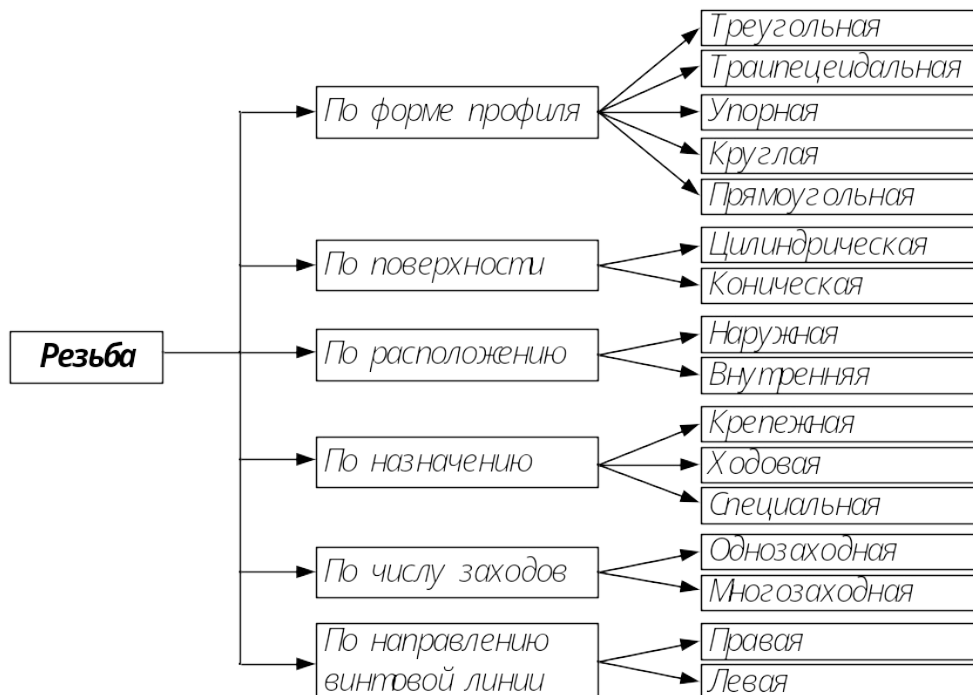 Резьба
По форме профиля
Треугольная
Траипецеидальная
Упорная
Круглая
Прямоугольная
По поверхности
Цилиндрическая
Коническая
По расположению
Наружная
Внутренняя
По назначению
Крепежная
Ходовая
Специальная
По числу заходов
Однозаходная
Многозаходная
По направлению
винтовой линии
Правая
Левая